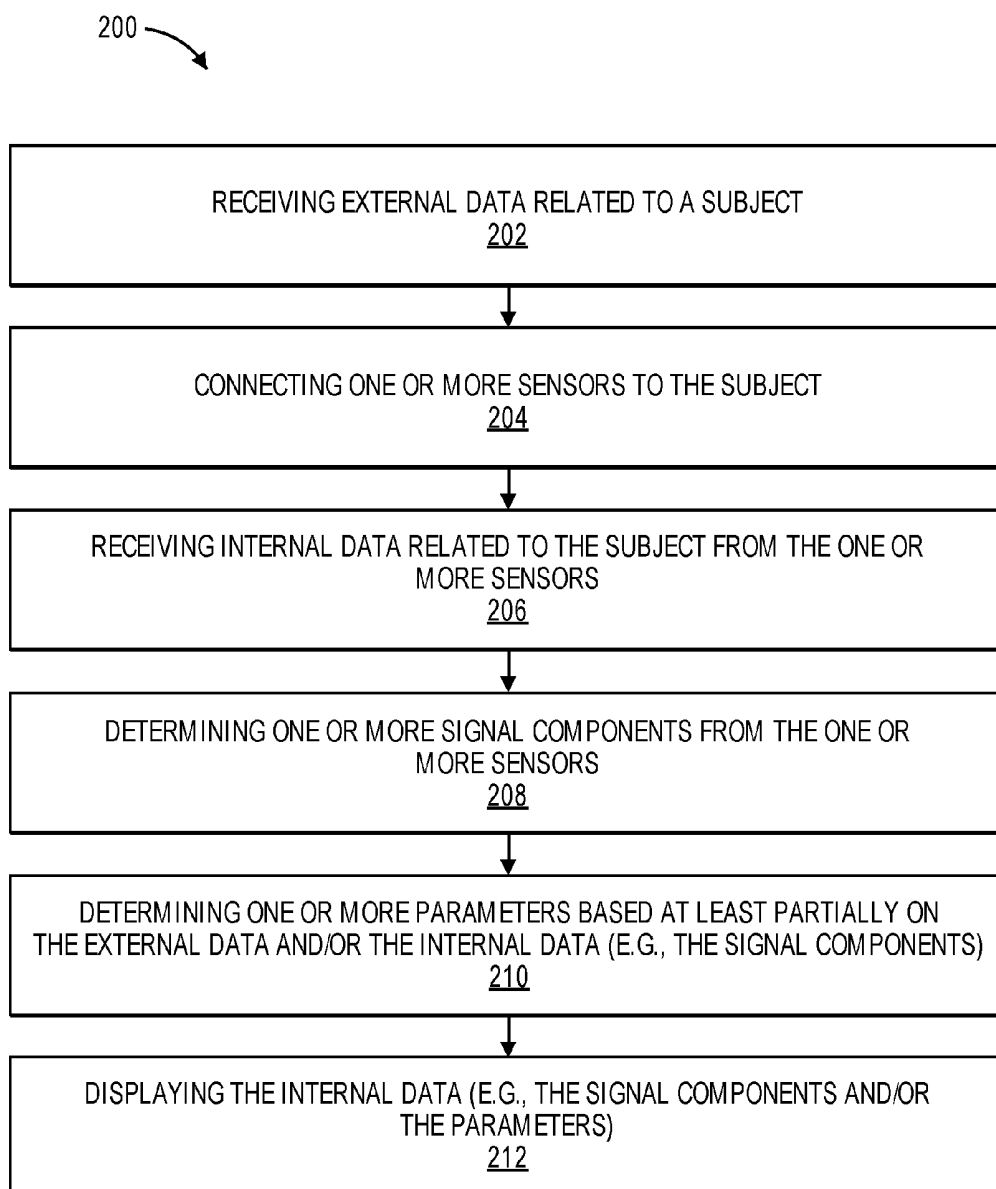 200
RECEIVING EXTERNAL DATA RELATED TO A SUBJECT
202
CONNECTING ONE OR MORE SENSORS TO THE SUBJECT
204
RECEIVING INTERNAL DATA RELATED TO THE SUBJECT FROM THE ONE OR
MORE SENSORS
206
DETERMINING ONE OR MORE SIGNAL COMPONENTS FROM THE ONE OR
MORE SENSORS
208
DETERMINING ONE OR MORE PARAMETERS BASED AT LEAST PARTIALLY ON
THE EXTERNAL DATA AND/OR THE INTERNAL DATA (E.G., THE SIGNAL COMPONENTS)
210
DISPLAYING THE INTERNAL DATA (E.G., THE SIGNAL COMPONENTS AND/OR
THE PARAMETERS)
212